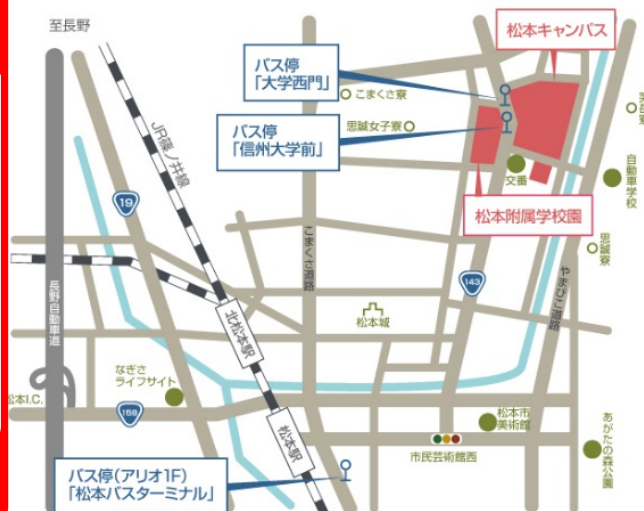 至長野
松本キャンパス
バス停
「大学西門」
こまくさ寮
バス停
「信州大学前」
思誠女子寮
JR篠ノ井線
交番
自動車学校
松本附属学校園
思誠寮
19
こまくさ道路
143
やまびこ道路
長野自動車道
北松本駅
松本城
なぎさ
ライフサイト
松本I.C.
158
松本駅
松本市
美術館
あがたの森公園
市民芸術館西
バス停(アリオ1F)
「松本バスターミナル」